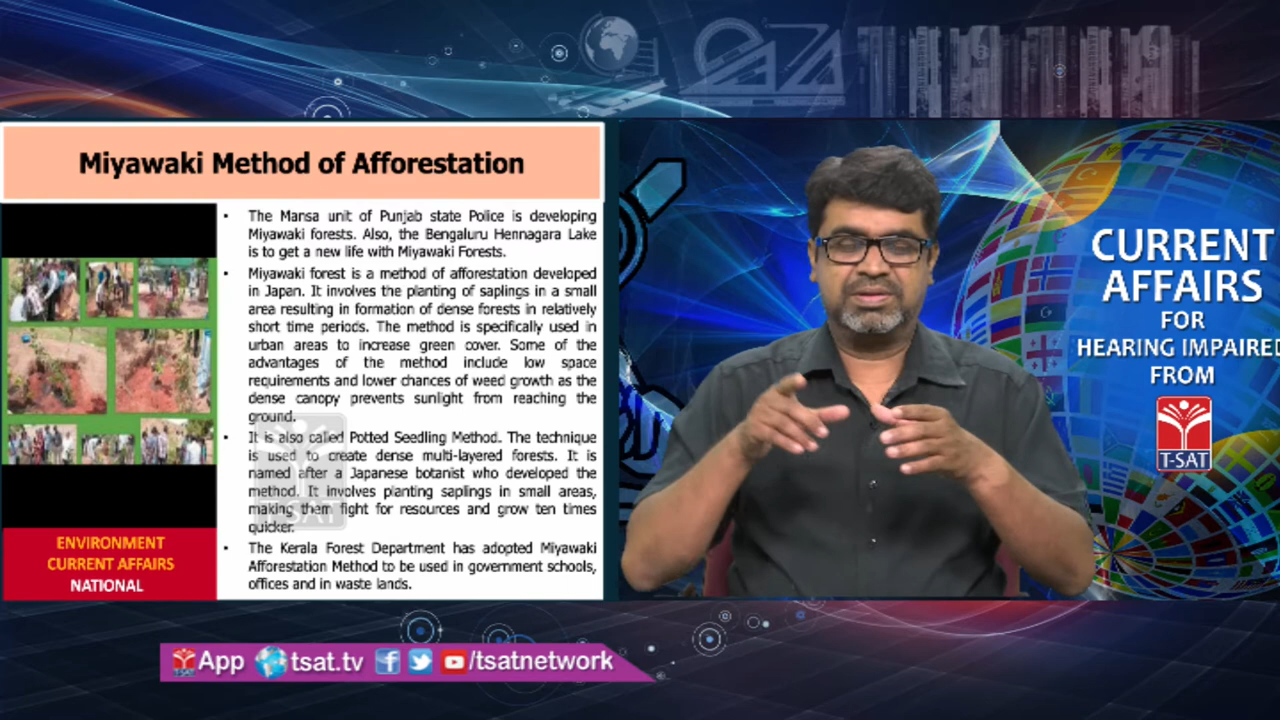 Miyawaki Method of Afforestation
• The Mansa unit of Punjab state Police is developing
Miyawaki forests. Also, the Bengaluru Hennagara Lake
is to get a new life with Miyawaki Forests.
• Miyawaki forest is a method of afforestation developed
in Japan. It involves the planting of saplings in a small
area resulting in formation of dense forests in relatively
short time periods. The method is specifically used in
urban areas to increase green cover. Some of the
advantages of the method include low space
requirements and lower chances of weed growth as the
dense canopy prevents sunlight from reaching the
ground.
• It is also called Potted Seedling Method. The technique
is used to create dense multi-layered forests. It is
named after a Japanese botanist who developed the
method. It involves planting saplings in small areas,
making them fight for resources and grow ten times
quicker.
• The Kerala Forest Department has adopted Miyawaki
Afforestation Method to be used in government schools,
offices and in waste lands.
T-SAT
ENVIRONMENT
CURRENT AFFAIRS
NATIONAL
CURRENT
AFFAIRS
FOR
HEARING IMPAIRED
FROM
T-SAT
App tsat.tv /tsatnetwork